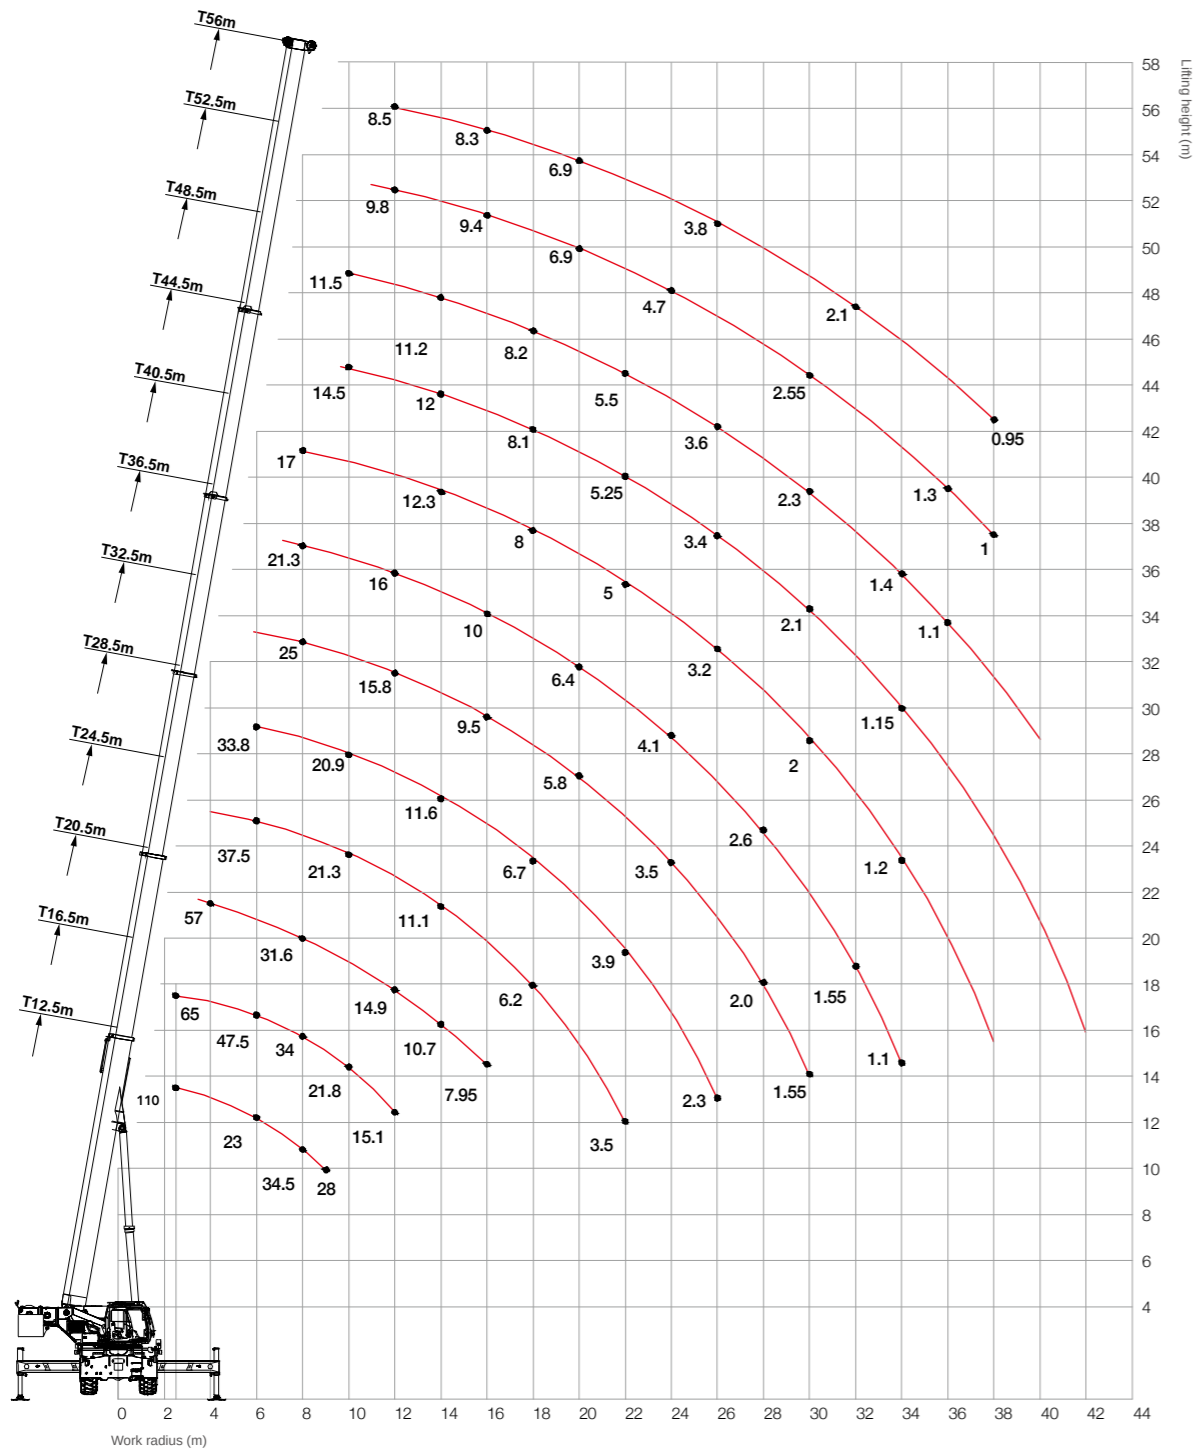 T56m
T52.5m
T48.5m
T44.5m
T40.5m
T36.5m
T32.5m
T28.5m
T24.5m
T20.5m
T16.5m
T12.5m
8.5 8.3 6.9 3.8 2.1 0.95
9.8 9.4 6.9 4.7 2.55 1.3 1
11.5 11.2 8.2 5.5 3.6 2.3 1.4 1.1
14.5 12 8.1 5.25 3.4 2.1 1.15
17 12.3 8 5 3.2 2 1.2
21.3 16 10 6.4 4.1 2.6 1.55 1.1
25 15.8 9.5 5.8 3.5 2.0 1.55
33.8 20.9 11.6 6.7 3.9 2.3
37.5 21.3 11.1 6.2 3.5
57 31.6 14.9 10.7 7.95
65 47.5 34 21.8 15.1
110 23 34.5 28
58
56
54
52
50
48
46
44
42
40
38
36
34
32
30
28
26
24
22
20
18
16
14
12
10
8
6
4
Lifting height (m)
0 2 4 6 8 10 12 14 16 18 20 22 24 26 28 30 32 34 36 38 40 42 44
Work radius (m)